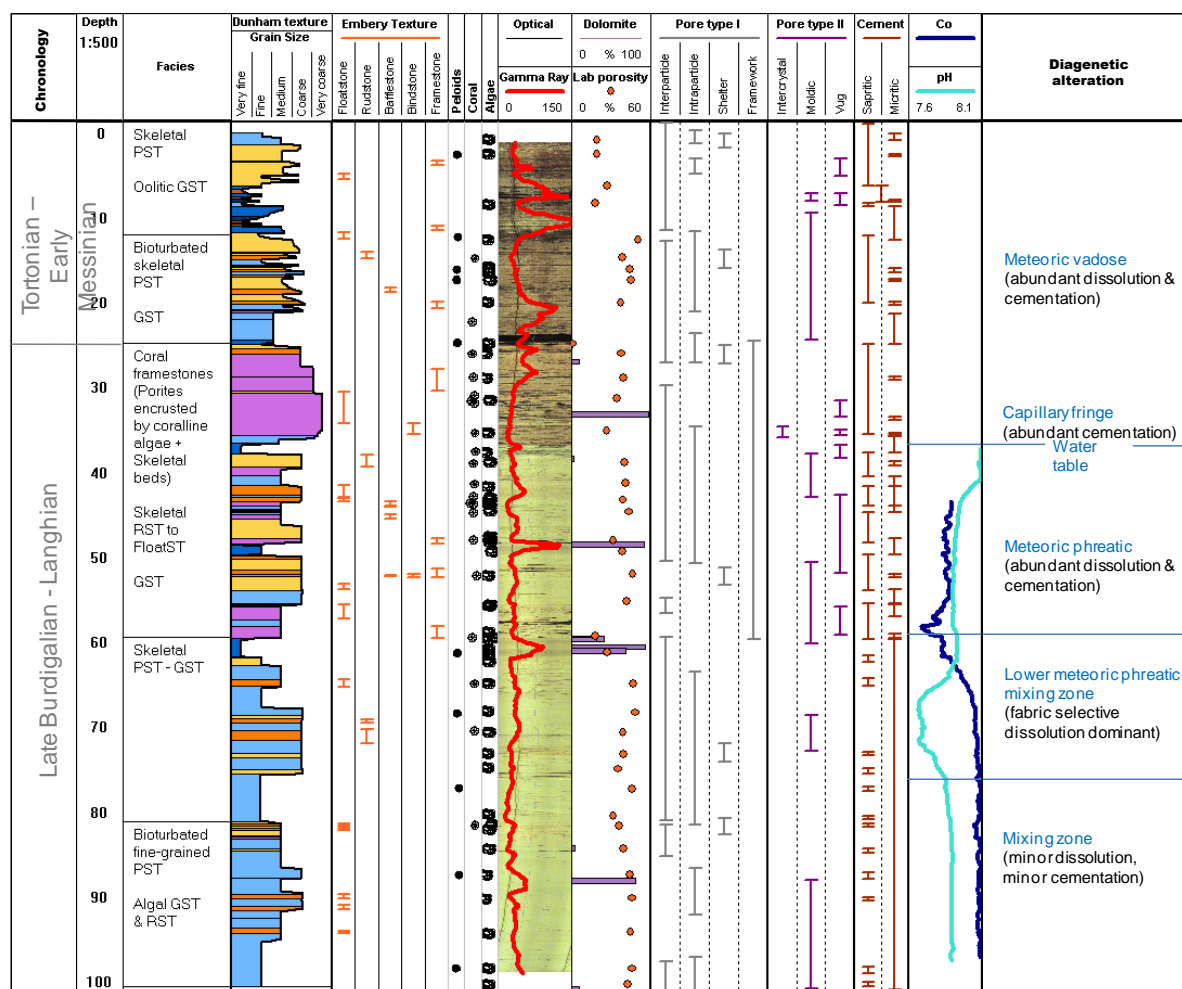 Chronology
Depth
1:500
Facies
Dunham texture
Grain Size
Very fine
Fine
Medium
Coarse
Very coarse
Embery Texture
Floatstone
Rudstone
Bafflestone
Bindstone
Framestone
Peloids
Coral
Algae
Optical
Gamma Ray
0 150
Dolomite
0 % 100
Lab porosity
0 % 60
Pore type I
Interparticle
Intraparticle
Shelter
Framework
Pore type II
Intercrystal
Moldic
Vug
Cement
Sapritic
Micritic
Co
pH
7.6 8.1
Diagenetic
alteration
Tortonian –
Early
Messinian
Late Burdigalian - Langhian
0
10
20
30
40
50
60
70
80
90
100
Skeletal
PST
Oolitic GST
Bioturbated
skeletal
PST
GST
Coral
framestones
(Porites
encrusted
by coralline
algae +
Skeletal
beds)
Skeletal
RST to
FloatST
GST
Skeletal
PST - GST
Bioturbated
fine-grained
PST
Algal GST
& RST
Meteoric vadose
(abundant dissolution &
cementation)
Capillary fringe
(abundant cementation)
Water
table
Meteoric phreatic
(abundant dissolution &
cementation)
Lower meteoric phreatic
mixing zone
(fabric selective
dissolution dominant)
Mixing zone
(minor dissolution,
minor cementation)